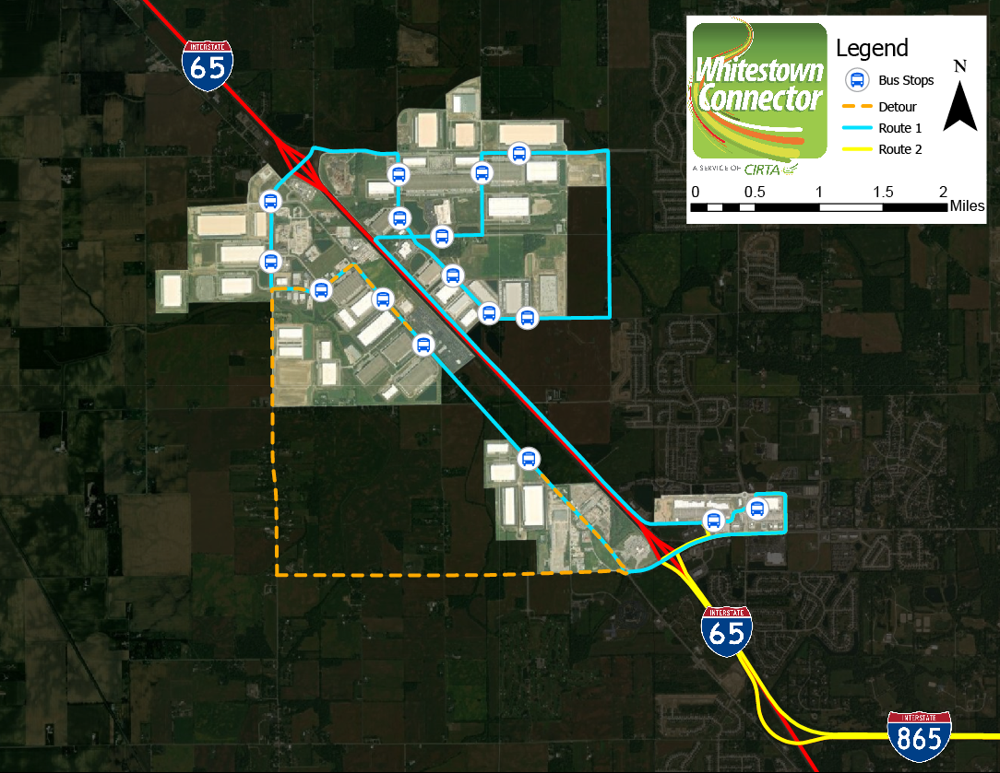 INTERSTATE
65
Whitestown
Connector
A SERVICE OF CIRTA
Legend
Bus Stops
Detour
Route 1
Route 2
N
0 0.5 1 1.5 2
Miles
INTERSTATE
65
INTERSTATE
865